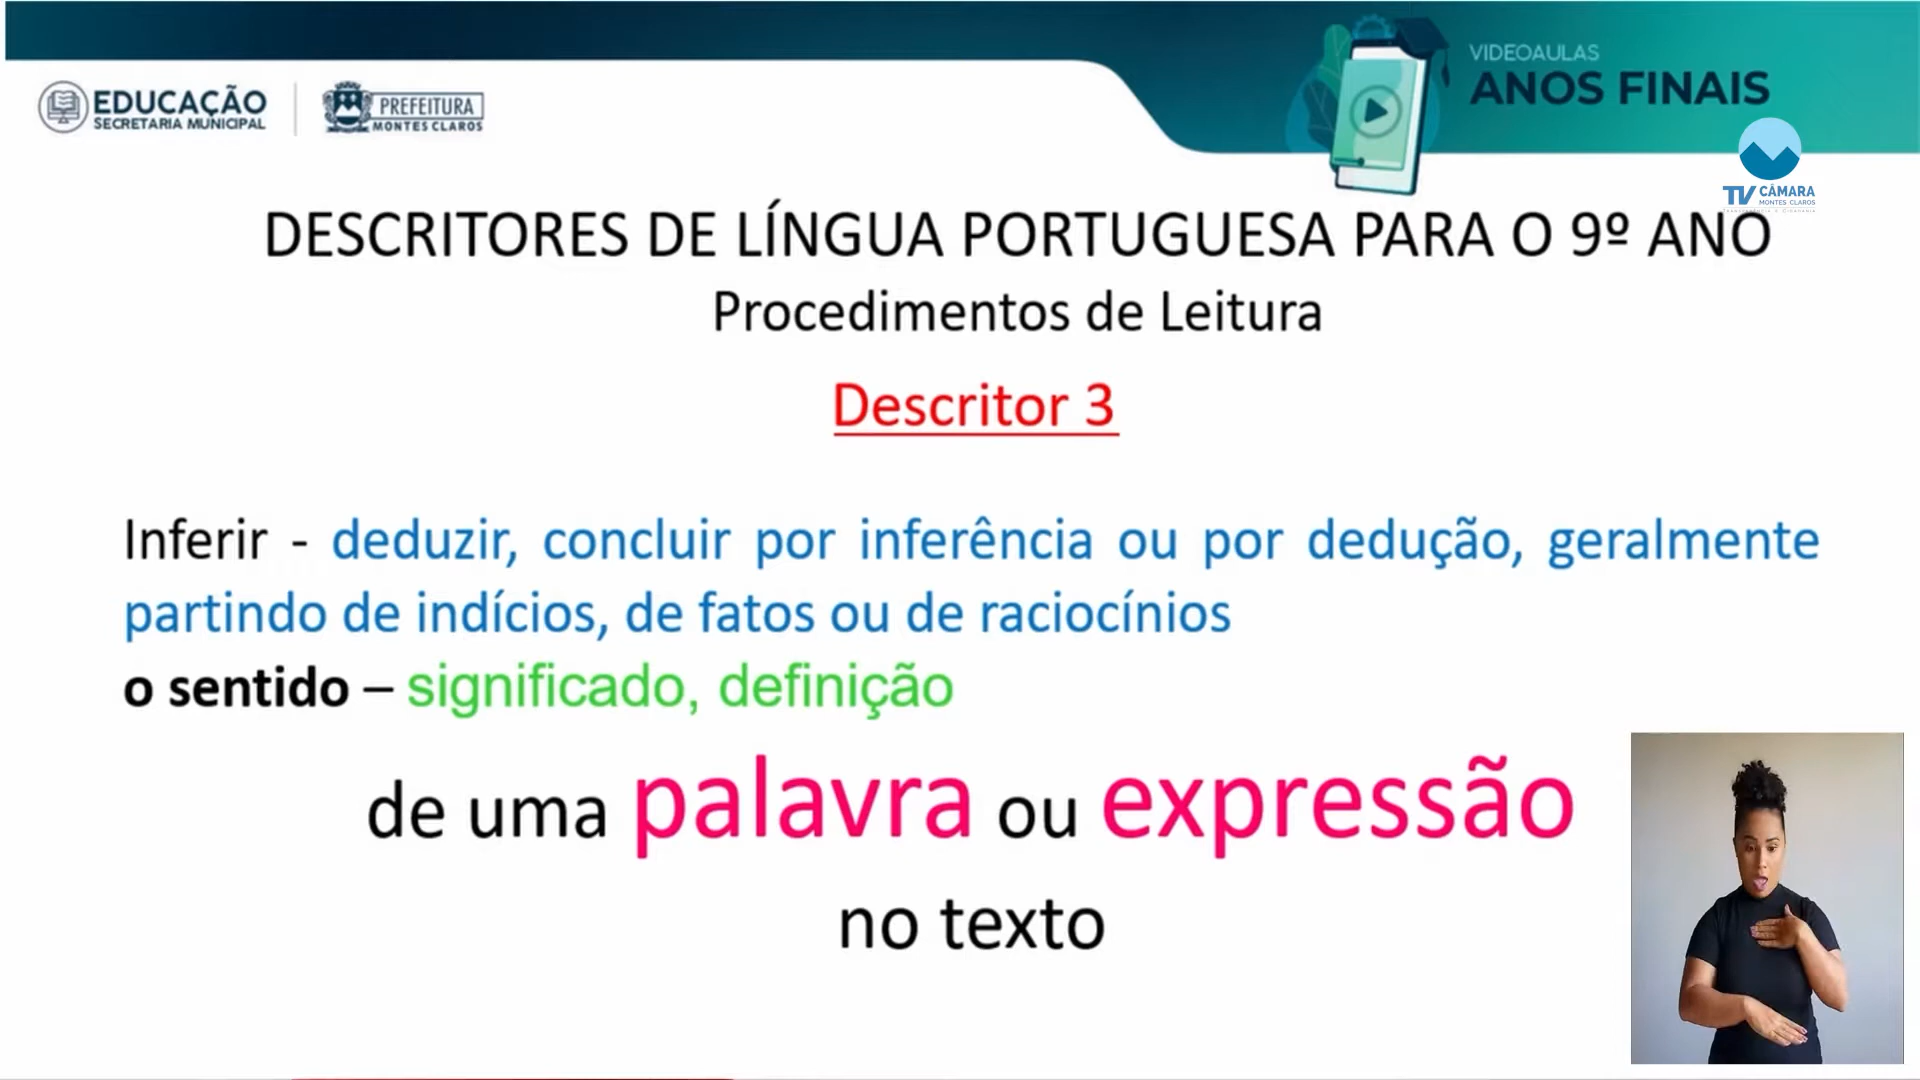 VIDEOAULAS
ANOS FINAIS
EDUCAÇÃO
SECRETARIA MUNICIPAL
PREFEITURA
MONTES CLAROS
TV CÂMARA
MONTES CLAROS
DESCRITORES DE LÍNGUA PORTUGUESA PARA O 9º ANO
Procedimentos de Leitura
Descritor 3
Inferir - deduzir, concluir por inferência ou por dedução, geralmente
partindo de indícios, de fatos ou de raciocínios
o sentido – significado, definição
de uma palavra ou expressão
no texto